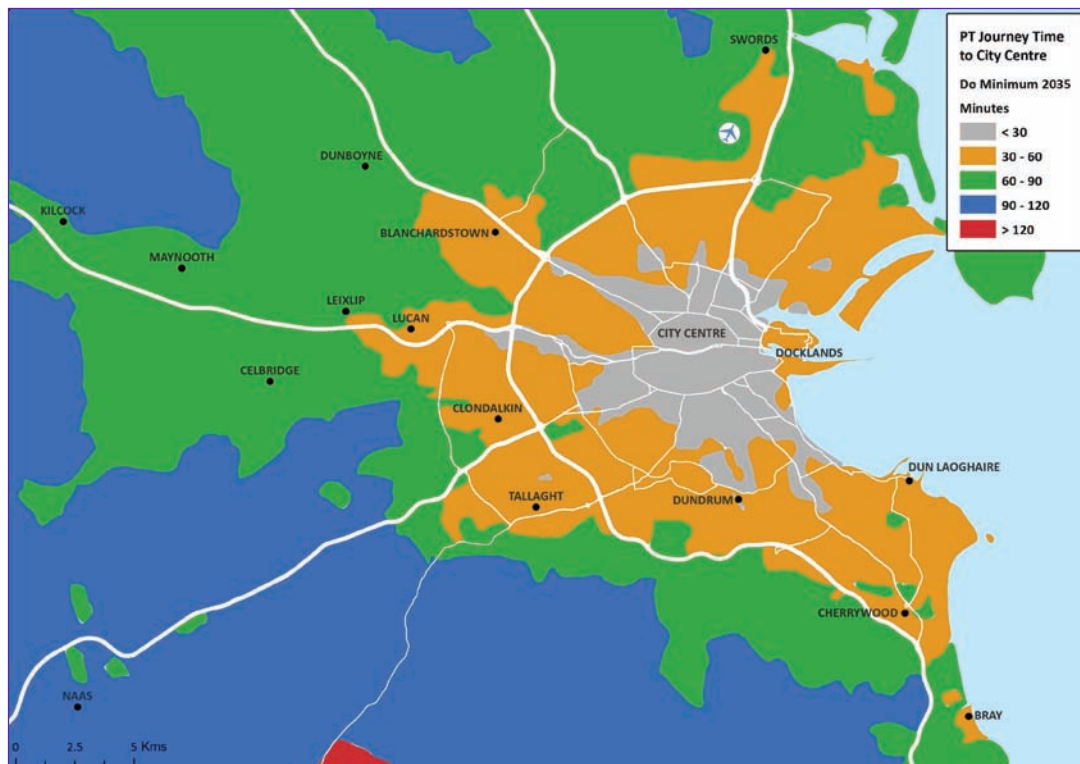 PT Journey Time
to City Centre
Do Minimum 2035
Minutes
< 30
30 - 60
60 - 90
90 - 120
> 120
SWORDS
DUNBOYNE
KILCOCK
BLANCHARDSTOWN
MAYNOOTH
LEIXLIP
LUCAN
CITY CENTRE
DOCKLANDS
CELBRIDGE
CLONDALKIN
DUN LAOGHAIRE
TALLAGHT
DUNDRUM
CHERRYWOOD
NAAS
BRAY
0 2.5 5 Kms